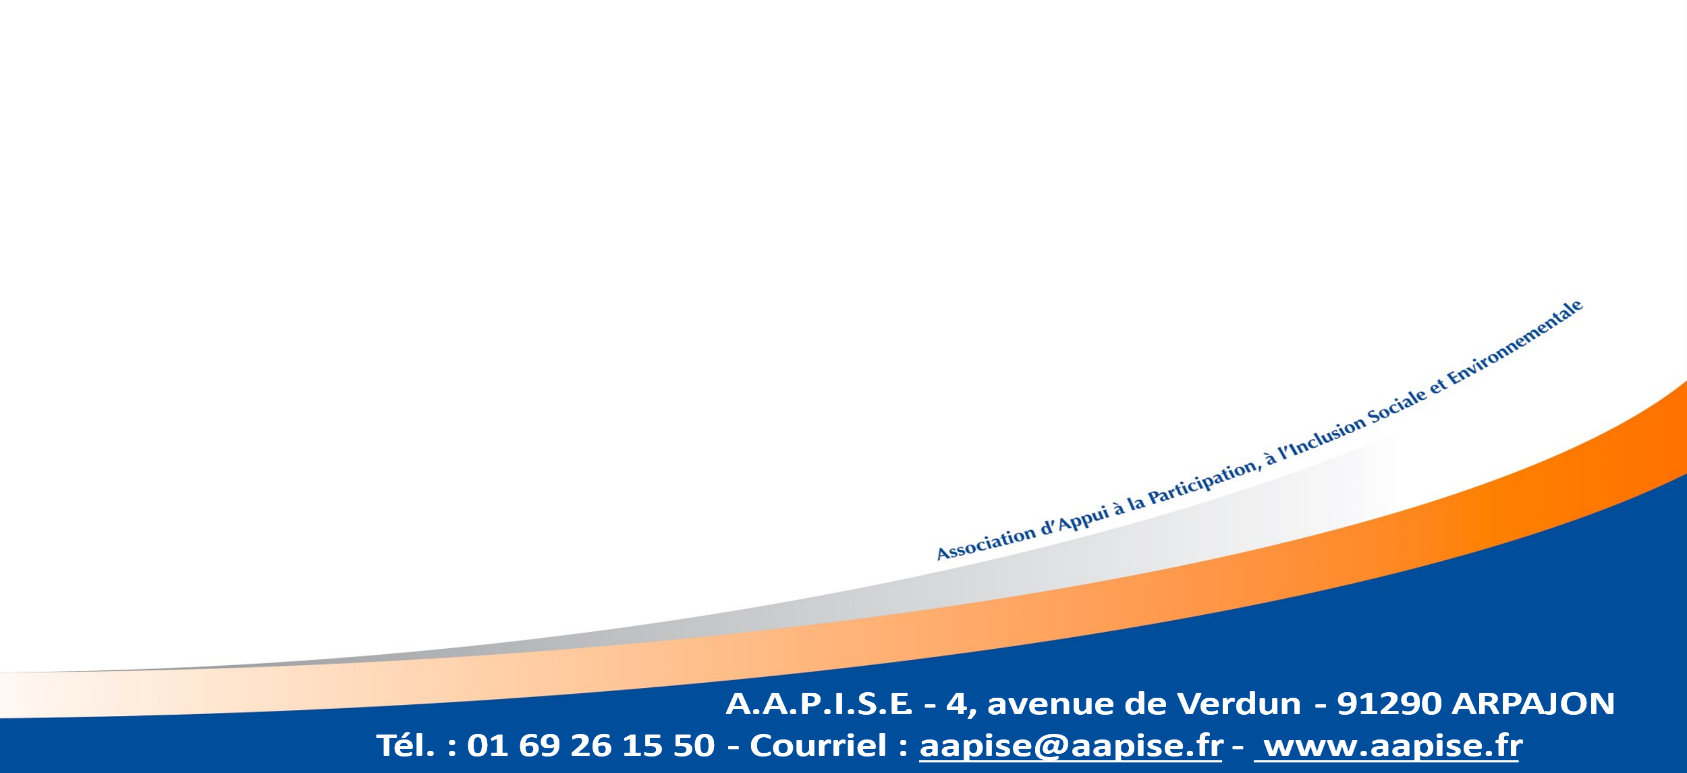 Association d'Appui à la Participation, à l'Inclusion Sociale et Environnementale
A.A.P.I.S.E. - 4, avenue de Verdun - 91290 ARPAJON
Tél. : 01 69 26 15 50 - Courriel : aapise@aapise.fr - www.aapise.fr